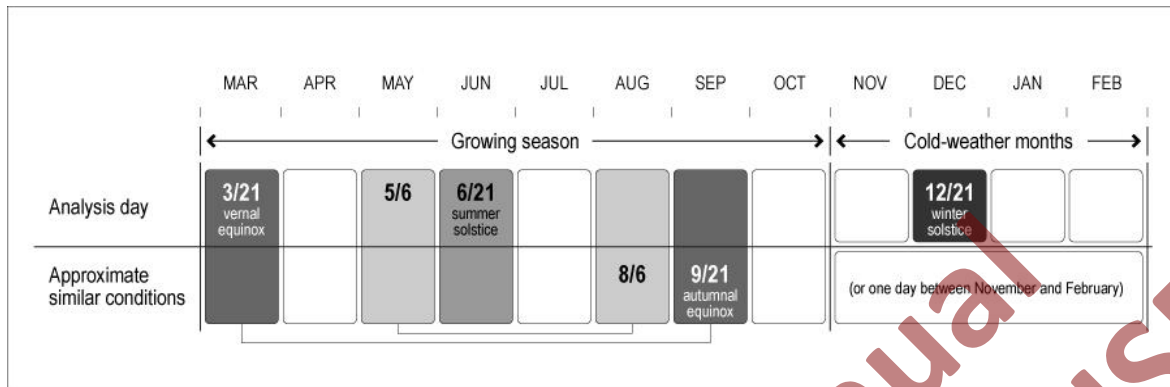 MAR APR MAY JUN JUL AUG SEP OCT NOV DEC JAN FEB
Growing season Cold-weather months
Analysis day
3/21
vernal
equinox
5/6
6/21
summer
solstice
12/21
winter
solstice
Approximate
similar conditions
8/6
9/21
autumnal
equinox
(or one day between November and February)